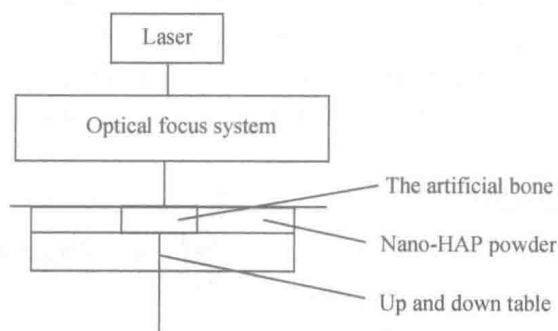 Laser
Optical focus system
The artificial bone
Nano-HAP powder
Up and down table